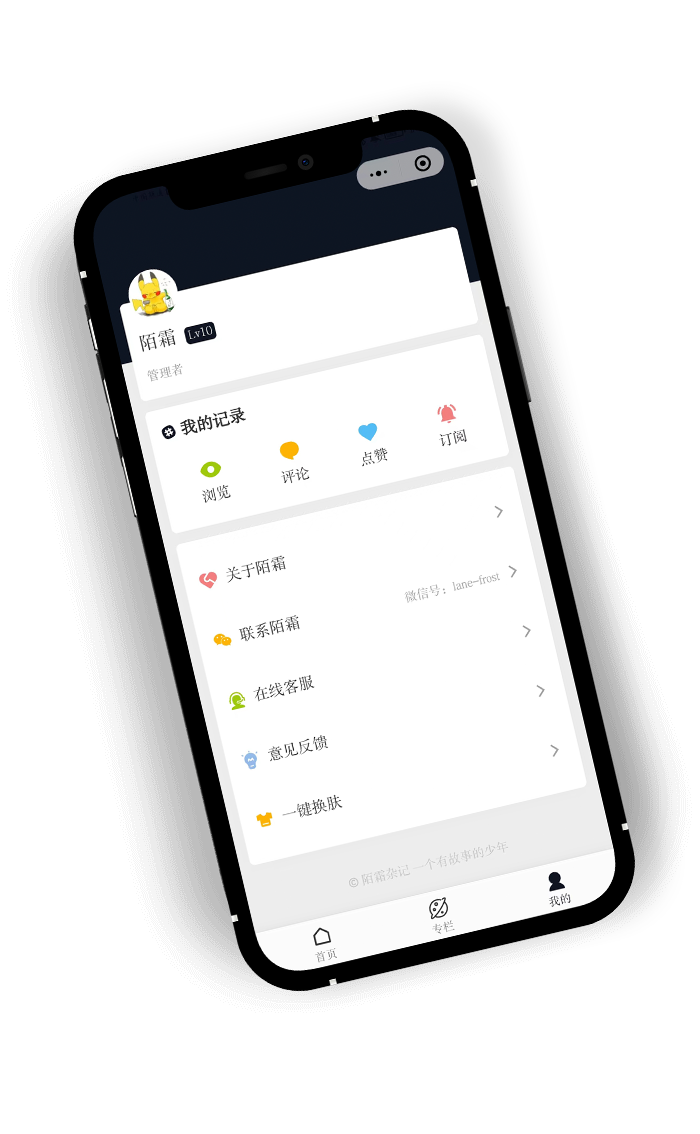 陌霜 Lv10
管理者
我的记录
浏览 评论 点赞 订阅
关于陌霜
联系陌霜 微信号：lane-frost
在线客服
意见反馈
一键换肤
© 陌霜杂记 一个有故事的少年
首页 专栏 我的